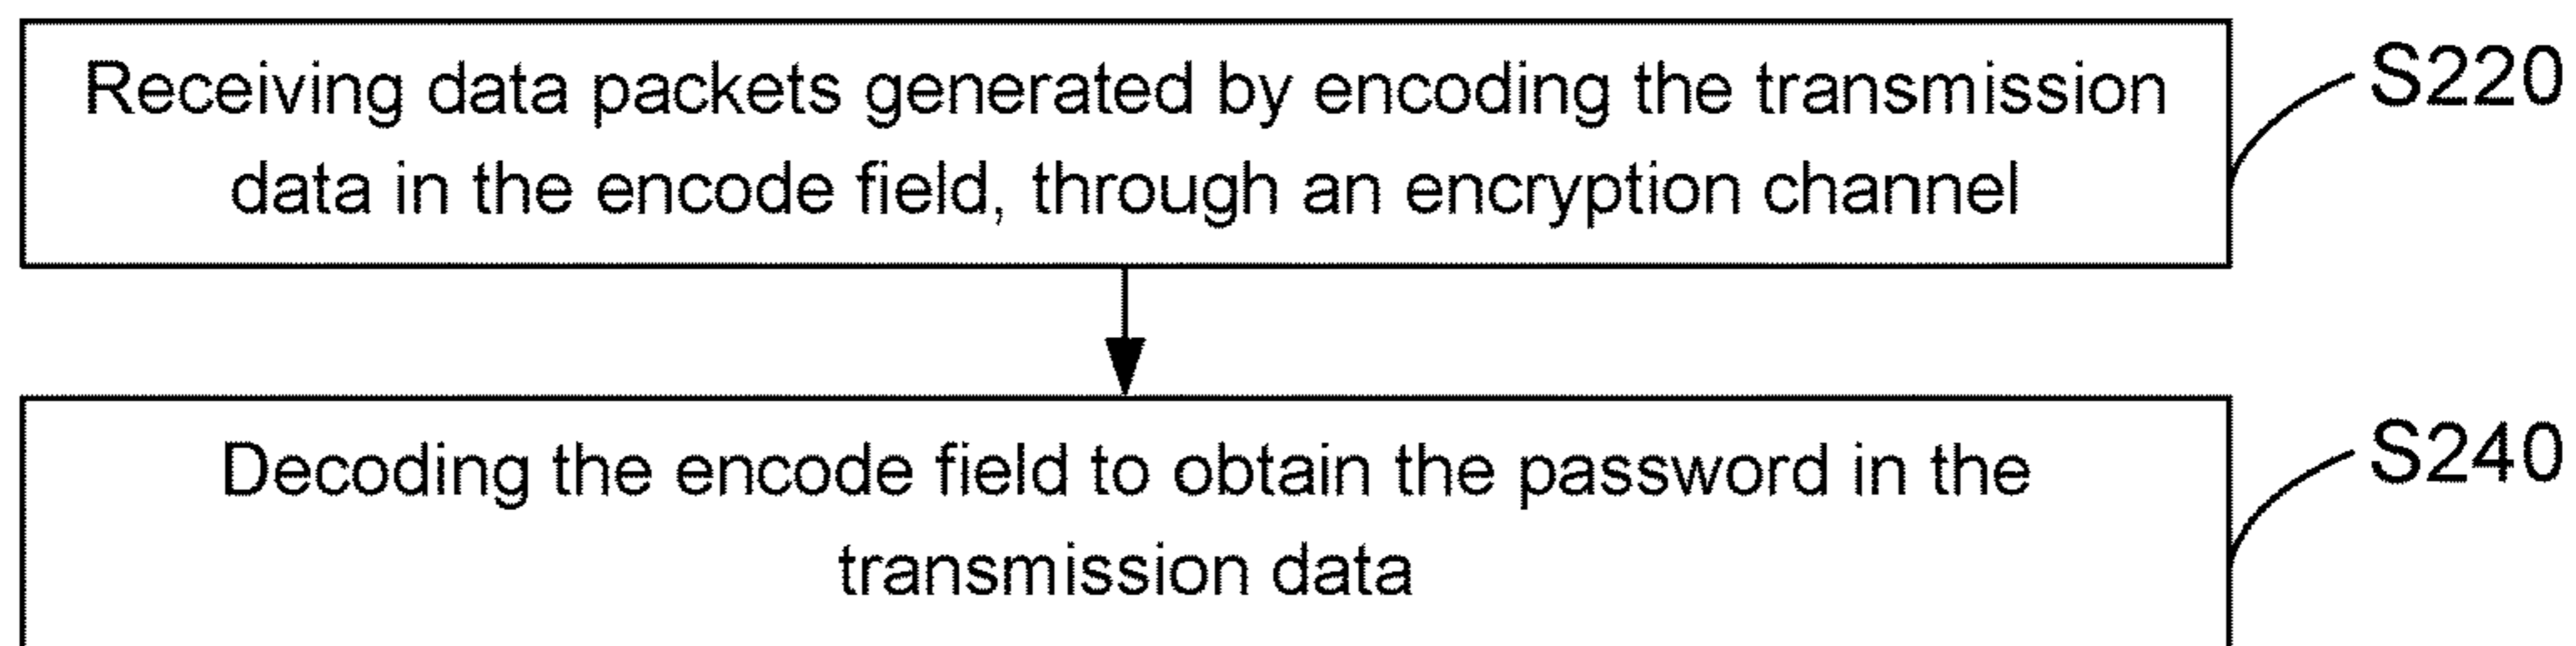 Receiving data packets generated by encoding the transmission
data in the encode field, through an encryption channel
S220
Decoding the encode field to obtain the password in the
transmission data
S240